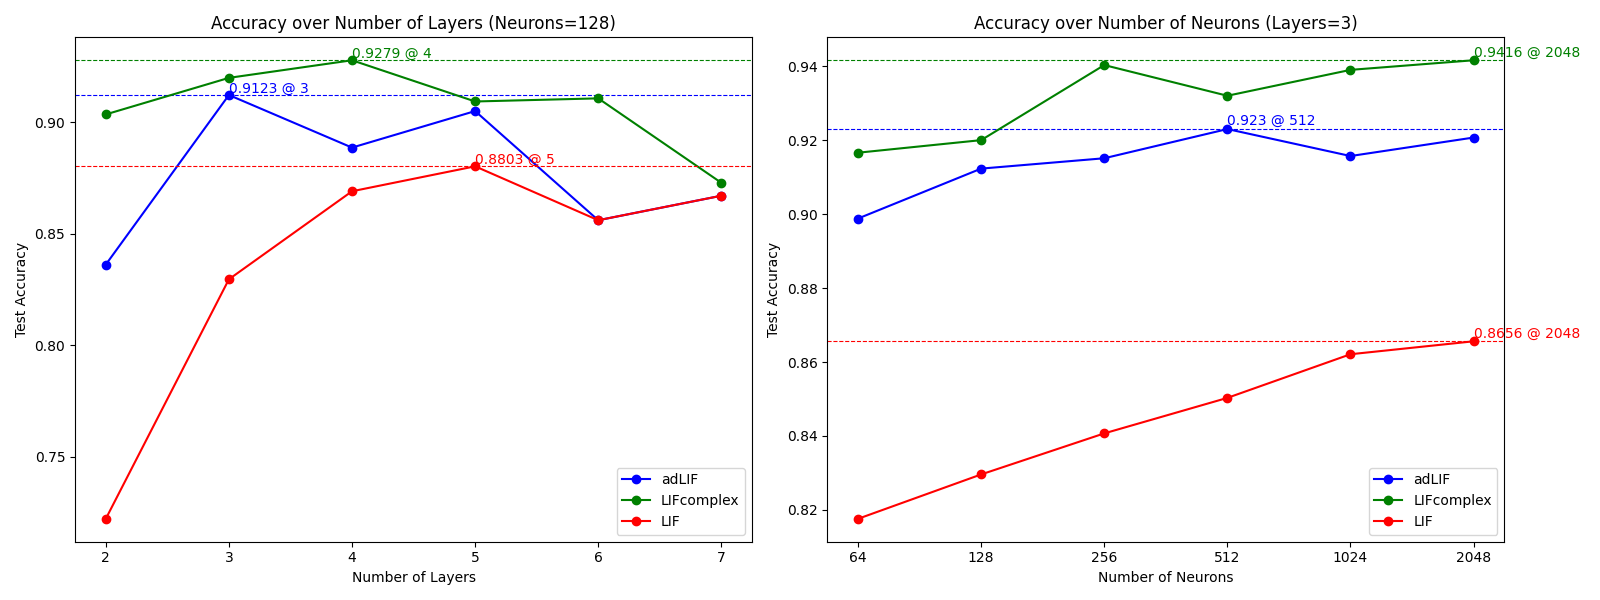 Accuracy over Number of Layers (Neurons=128)
Test Accuracy
0.90
0.85
0.80
0.75
0.9279 @ 4
0.9123 @ 3
0.8803 @ 5
adLIF
LIFcomplex
LIF
2 3 4 5 6 7
Number of Layers
Accuracy over Number of Neurons (Layers=3)
Test Accuracy
0.94
0.92
0.90
0.88
0.86
0.84
0.82
0.9416 @ 2048
0.923 @ 512
0.8656 @ 2048
adLIF
LIFcomplex
LIF
64 128 256 512 1024 2048
Number of Neurons